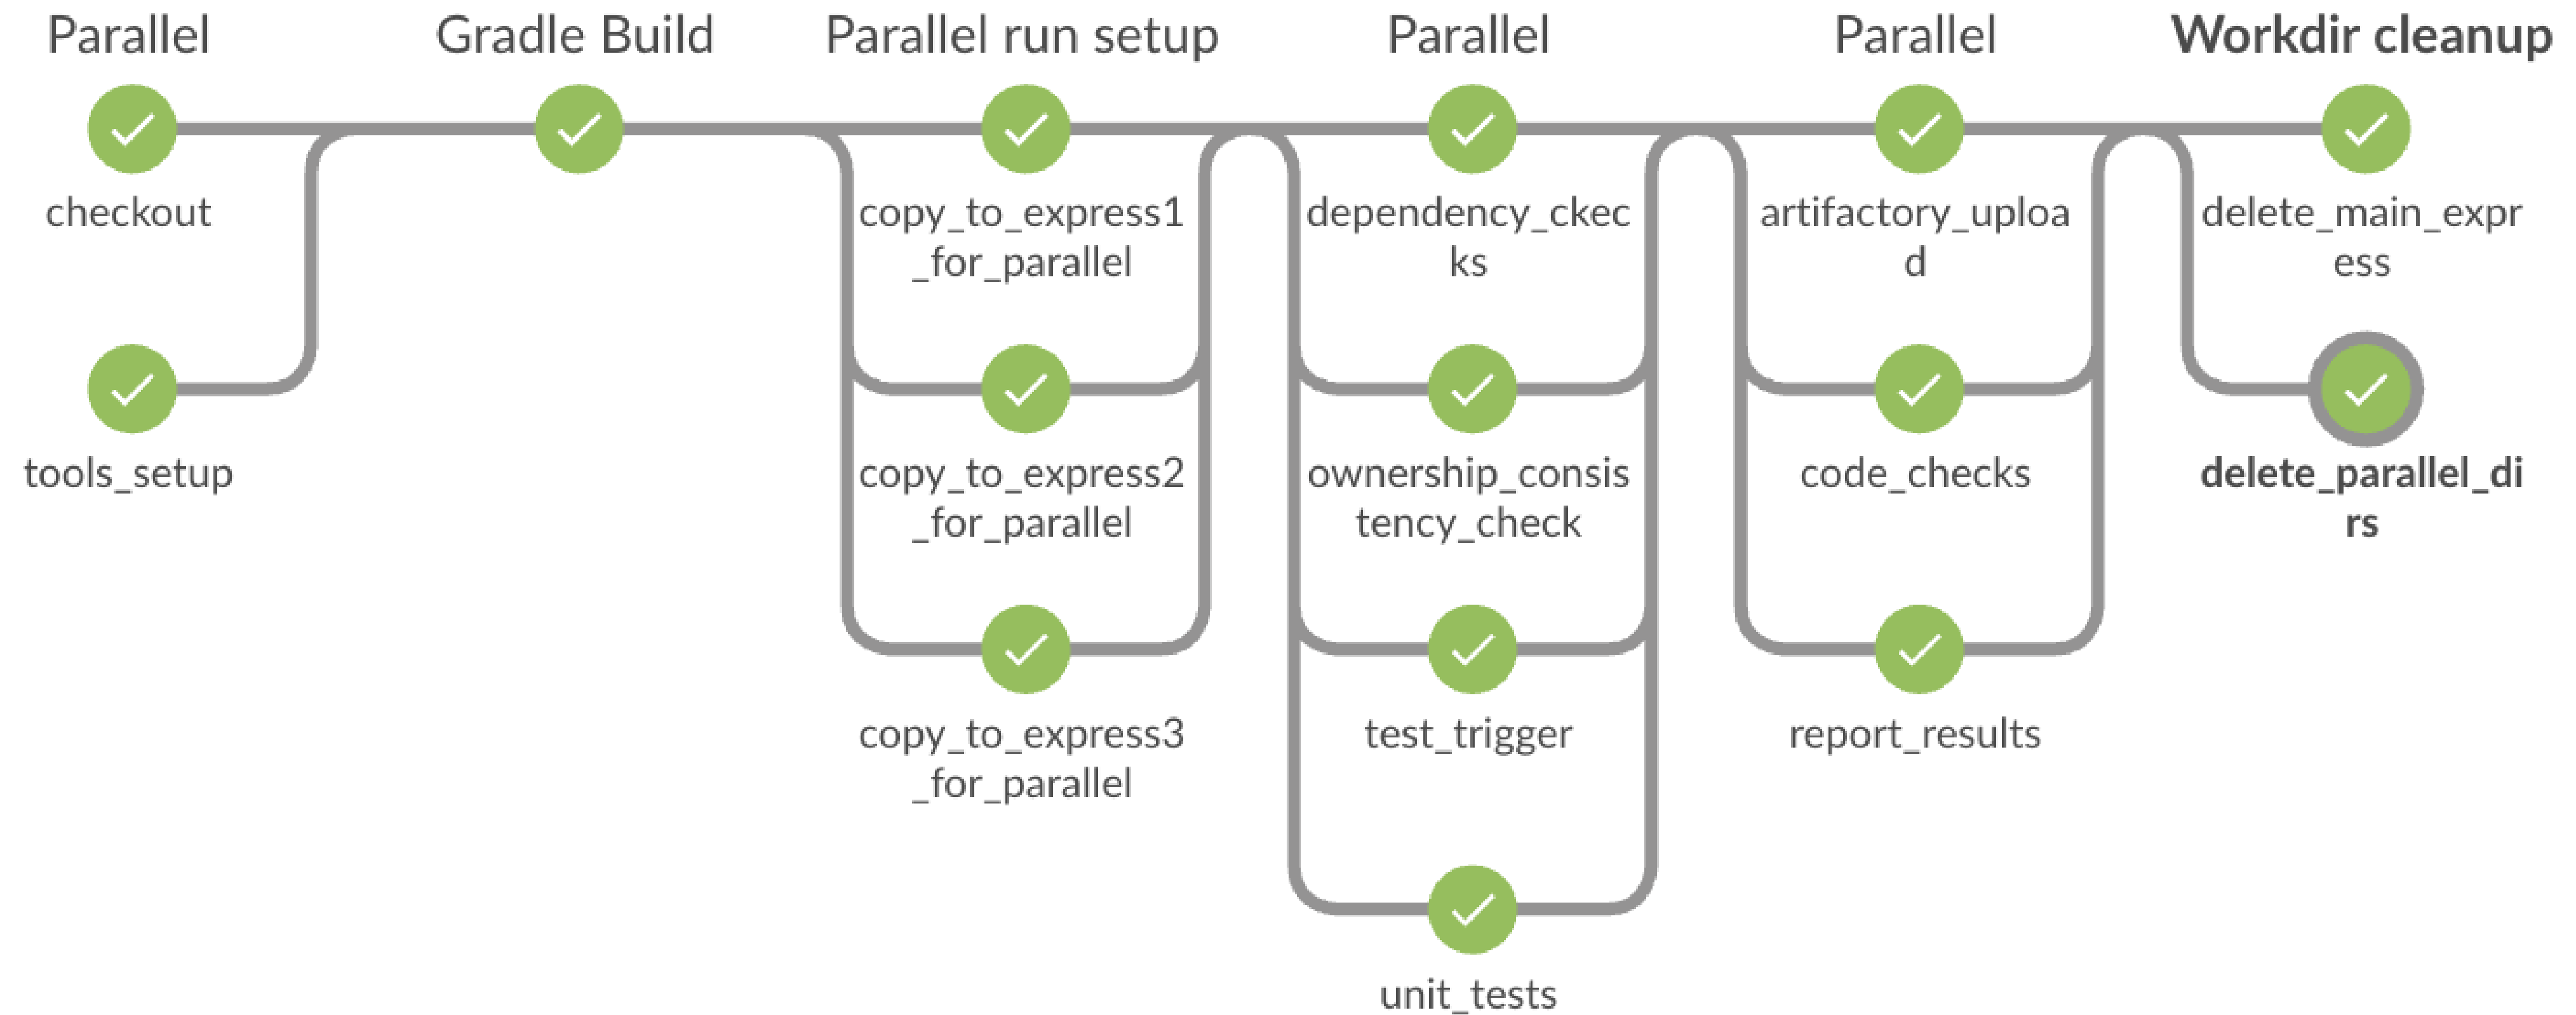 Parallel
Gradle Build
Parallel run setup
Parallel
Parallel
Workdir cleanup
checkout
copy_to_express1
_for_parallel
dependency_ckec
ks
artifactory_uploa
d
delete_main_expr
ess
tools_setup
copy_to_express2
_for_parallel
ownership_consis
tency_check
code_checks
delete_parallel_di
rs
copy_to_express3
_for_parallel
test_trigger
report_results
unit_tests